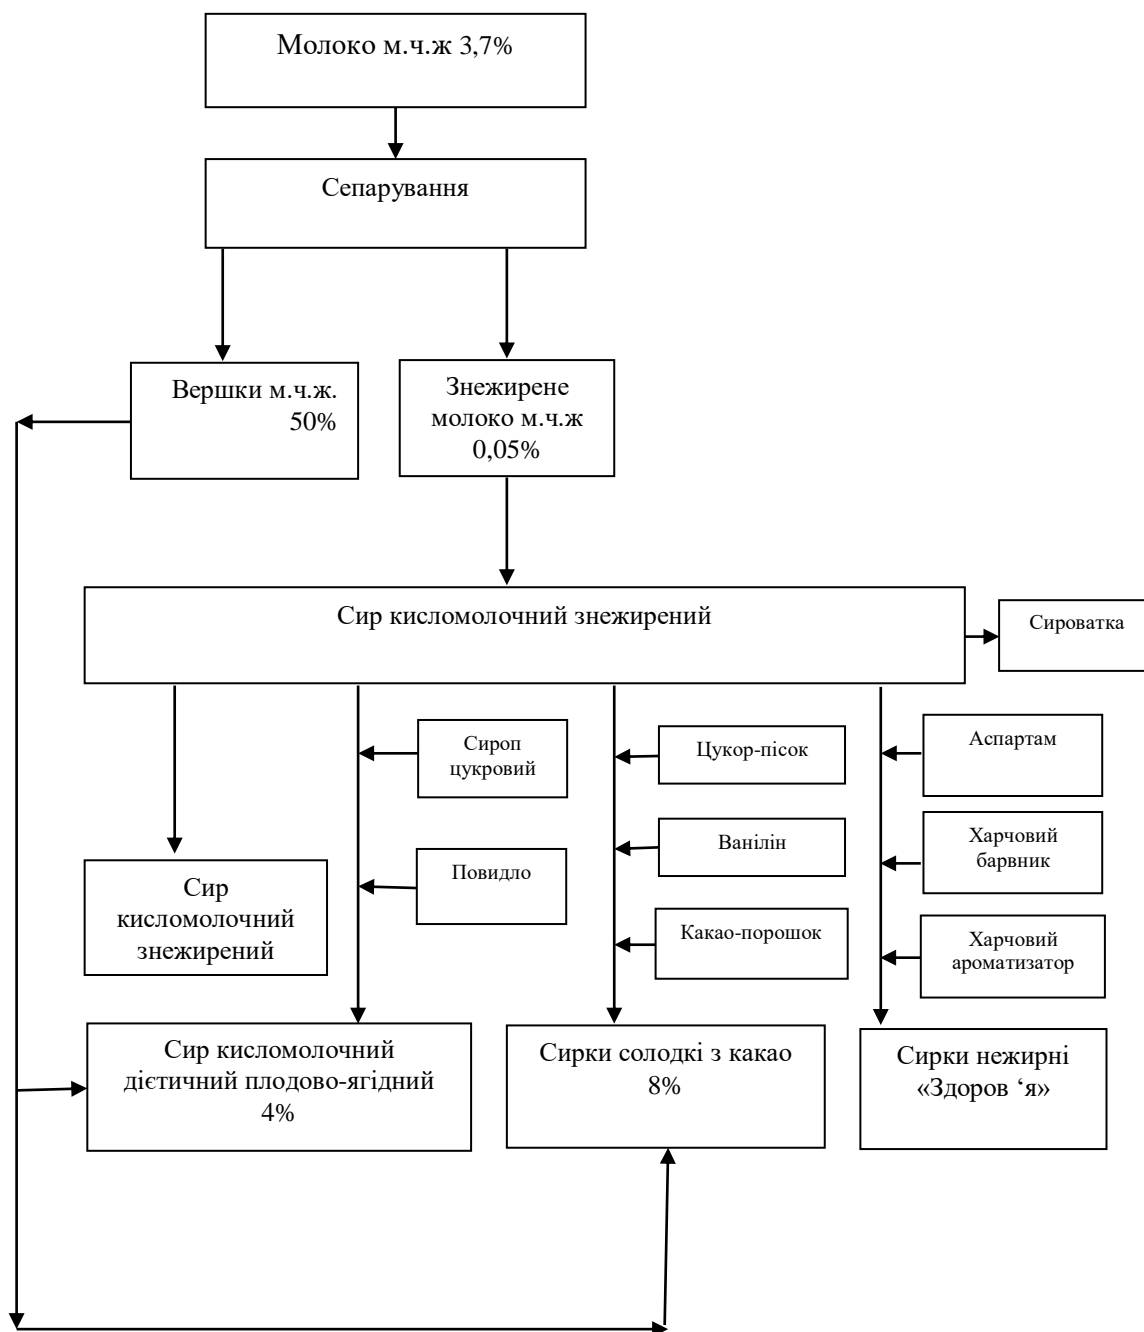 Молоко м.ч.ж 3,7%
Сепарування
Вершки м.ч.ж.
50%
Знежирене
молоко м.ч.ж
0,05%
Сир кисломолочний знежирений
Сироватка
Сироп
цукровий
Цукор-пісок
Аспартам
Ванілін
Харчовий
барвник
Повидло
Сир
кисломолочний
знежирений
Какао-порошок
Харчовий
ароматизатор
Сир кисломолочний
дієтичний плодово-ягідний
4%
Сирки солодкі з какао
8%
Сирки нежирні
«Здоров ‘я»